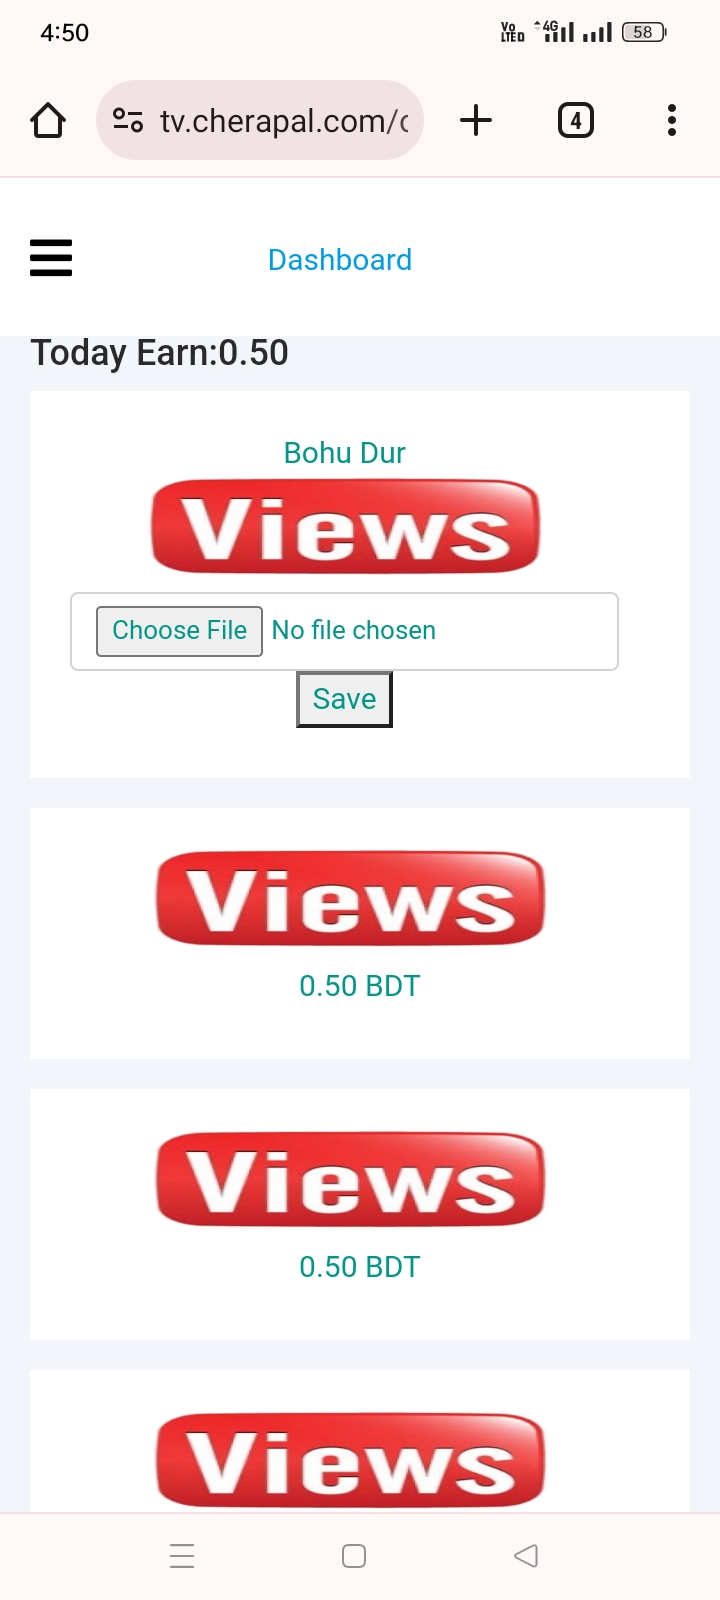 4:50
Vo LTE D 4G 58
tv.cherapal.com/c
4
Dashboard
Today Earn:0.50
Bohu Dur
Views
Choose File No file chosen
Save
Views
0.50 BDT
Views
0.50 BDT
Views